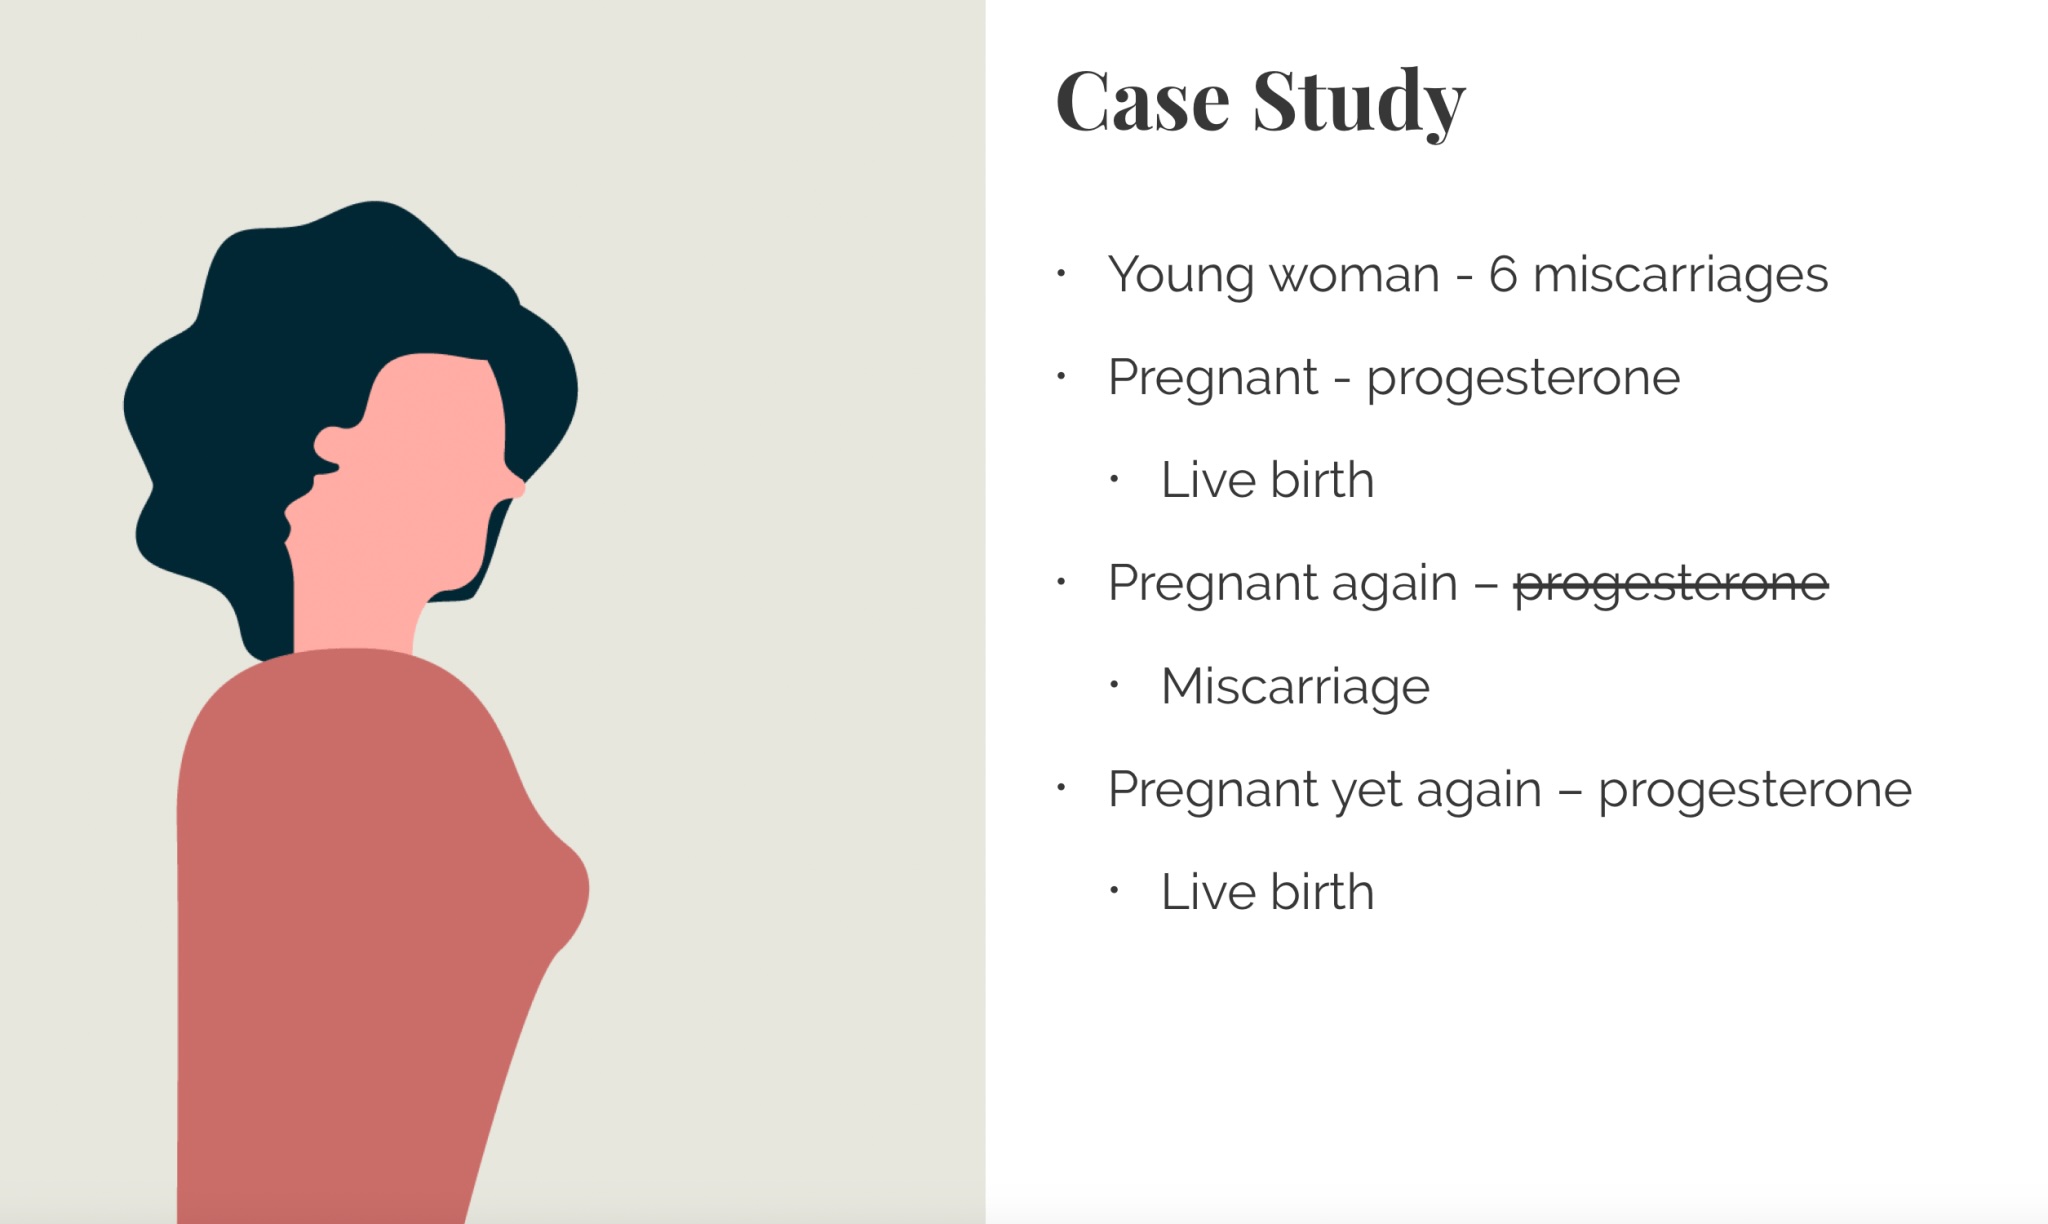 Case Study
• Young woman - 6 miscarriages
• Pregnant - progesterone
• Live birth
• Pregnant again – ~~progesterone~~
• Miscarriage
• Pregnant yet again – progesterone
• Live birth